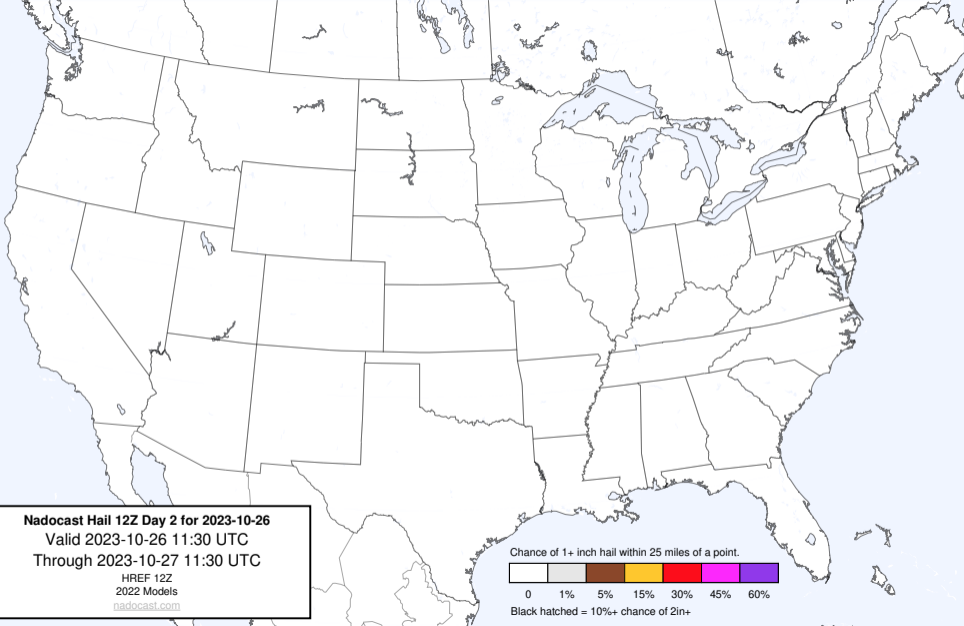 Nadocast Hail 12Z Day 2 for 2023-10-26
Valid 2023-10-26 11:30 UTC
Through 2023-10-27 11:30 UTC
HREF 12Z
2022 Models
nadocast.com
Chance of 1+ inch hail within 25 miles of a point.
0 1% 5% 15% 30% 45% 60%
Black hatched = 10%+ chance of 2in+